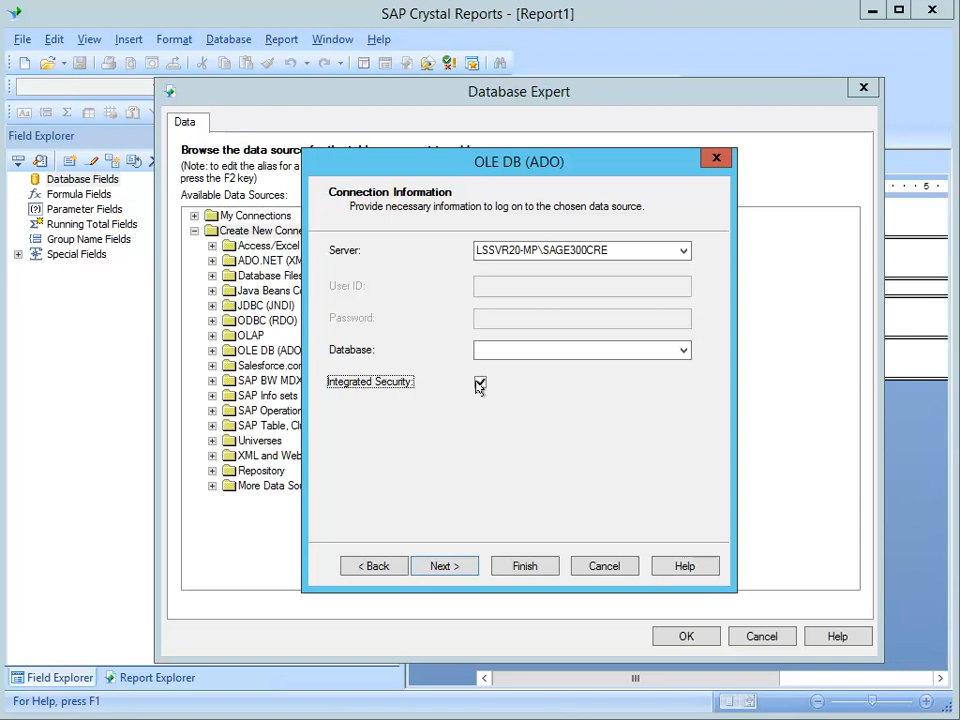 SAP Crystal Reports - [Report1]
File Edit View Insert Format Database Report Window Help
Database Expert
Field Explorer
Database Fields
Formula Fields
Parameter Fields
Running Total Fields
Group Name Fields
Special Fields
Data
(Note: to edit the alias for a
press the F2 key)
Available Data Sources:
My Connections
Create New Conne
Access/Excel
ADO.NET (XM
Database Files
Java Beans C
JDBC (JNDI)
ODBC (RDO)
OLAP
OLE DB (ADO
Salesforce.com
SAP BW MDX
SAP Info sets
SAP Operation
SAP Table, Clu
Universes
XML and Web
Repository
More Data Sou
OLE DB (ADO)
Connection Information
Provide necessary information to log on to the chosen data source.
Server: LSSVR20-MP\SAGE300CRE
User ID:
Password:
Database:
Integrated Security:
< Back Next > Finish Cancel Help
OK Cancel Help
5
Field Explorer Report Explorer
For Help, press F1